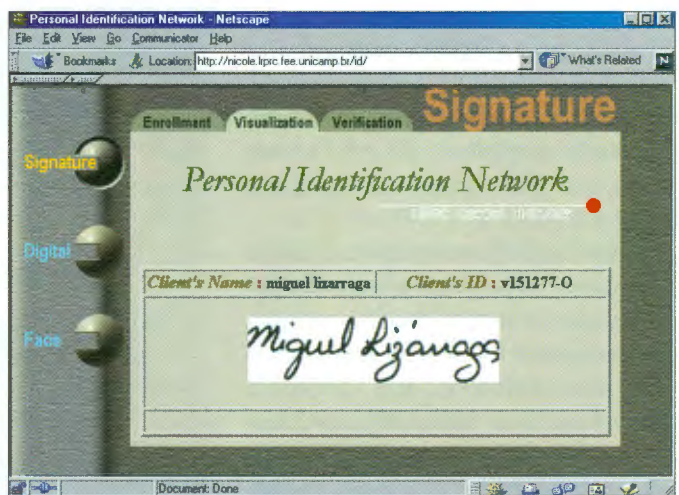 Personal Identification Network - Netscape
File Edit View Go Communicator Help
Bookmarks Location: http://nicole.lrprc.fee.unicamp.br/id/ What's Related N
Signature
Enrollment Visualization Verification
Signature
Personal Identification Network
Digital
Client's Name : miguel lizarraga Client's ID : v151277-0
Face
Miguel Lizárraga
Document: Done